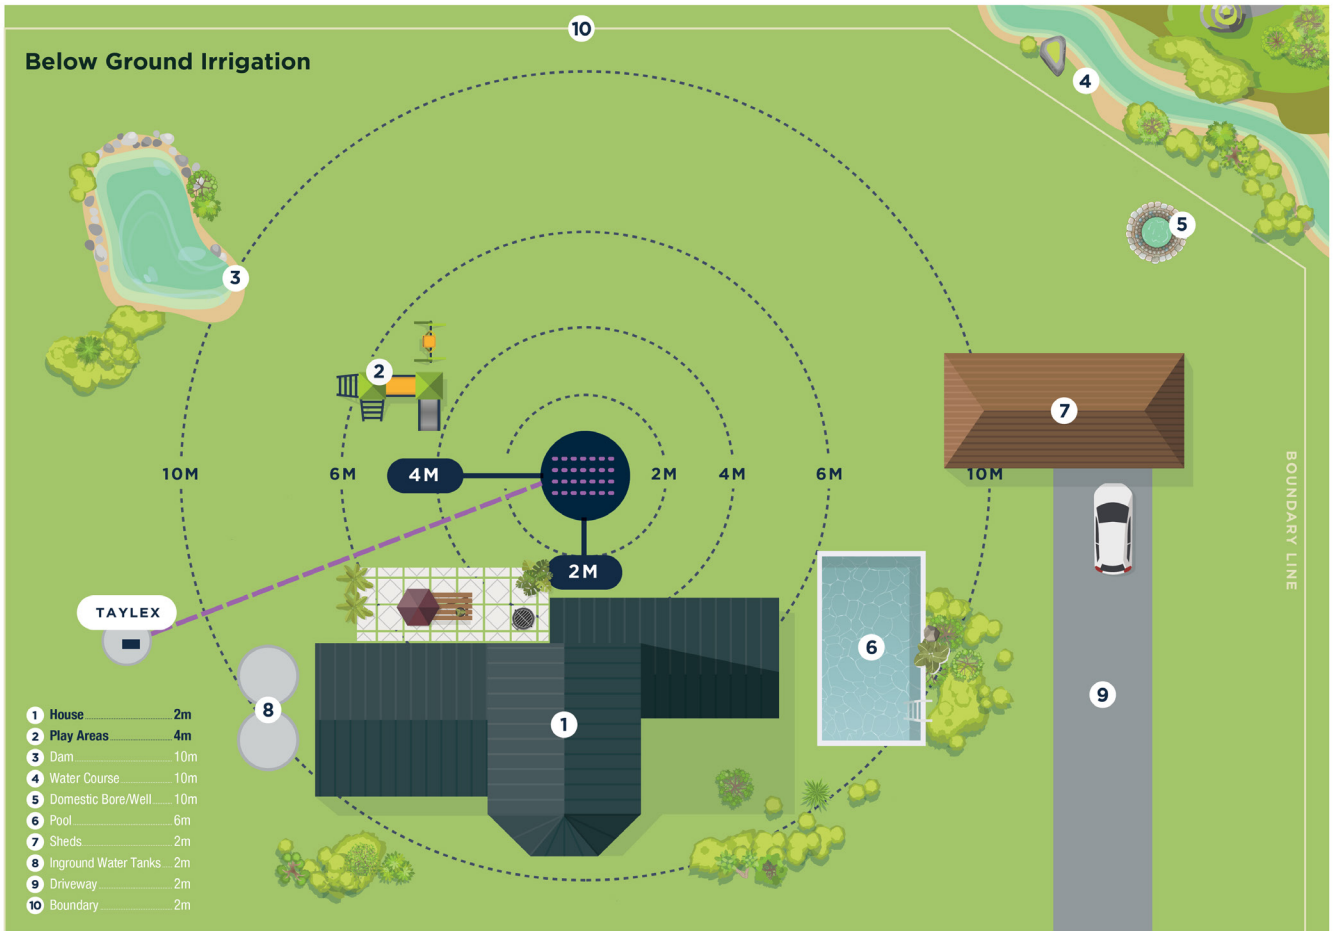 10
Below Ground Irrigation
4
5
3
2
7
10M
6M
4M
2M
4M
6M
10M
BOUNDARY LINE
2M
TAYLEX
6
9
8
1
1 House 2m
2 Play Areas 4m
3 Dam 10m
4 Water Course 10m
5 Domestic Bore/Well 10m
6 Pool 6m
7 Sheds 2m
8 Inground Water Tanks 2m
9 Driveway 2m
10 Boundary 2m